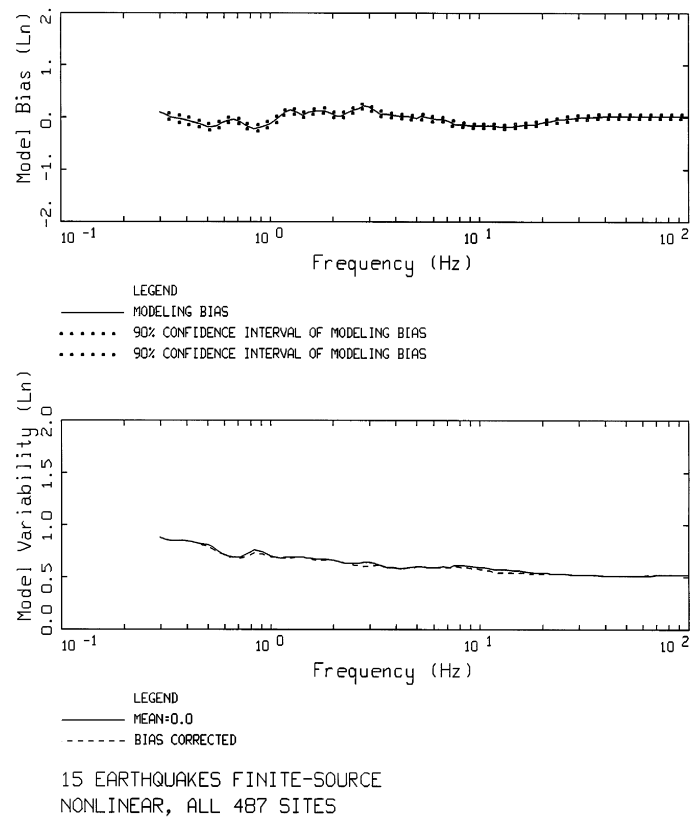 Model Bias (Ln)
2.
1.
0.
-1.
-2.
10 -1
10 0
10 1
10 2
Frequency (Hz)
LEGEND
MODELING BIAS
90% CONFIDENCE INTERVAL OF MODELING BIAS
90% CONFIDENCE INTERVAL OF MODELING BIAS
Model Variability (Ln)
2.0
1.5
1.0
0.5
0.0
10 -1
10 0
10 1
10 2
Frequency (Hz)
LEGEND
MEAN=0.0
BIAS CORRECTED
15 EARTHQUAKES FINITE-SOURCE
NONLINEAR, ALL 487 SITES